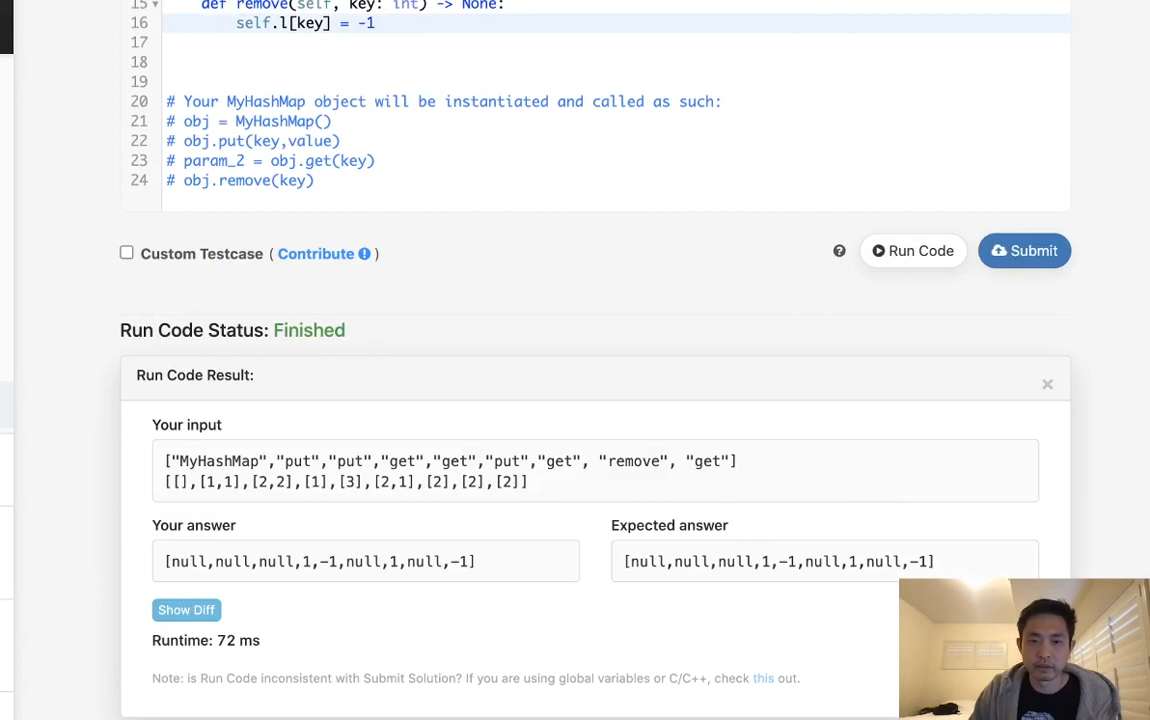 15 def remove(self, key: int) -> None:
16 self.l[key] = -1
17
18
19
20 # Your MyHashMap object will be instantiated and called as such:
21 # obj = MyHashMap()
22 # obj.put(key,value)
23 # param_2 = obj.get(key)
24 # obj.remove(key)
Custom Testcase ( Contribute )
Run Code Submit
Run Code Status: Finished
Run Code Result: ×
Your input
["MyHashMap","put","put","get","get","put","get", "remove", "get"]
[[],[1,1],[2,2],[1],[3],[2,1],[2],[2],[2]]
Your answer Expected answer
[null,null,null,1,-1,null,1,null,-1] [null,null,null,1,-1,null,1,null,-1]
Show Diff
Runtime: 72 ms
Note: is Run Code inconsistent with Submit Solution? If you are using global variables or C/C++, check this out.